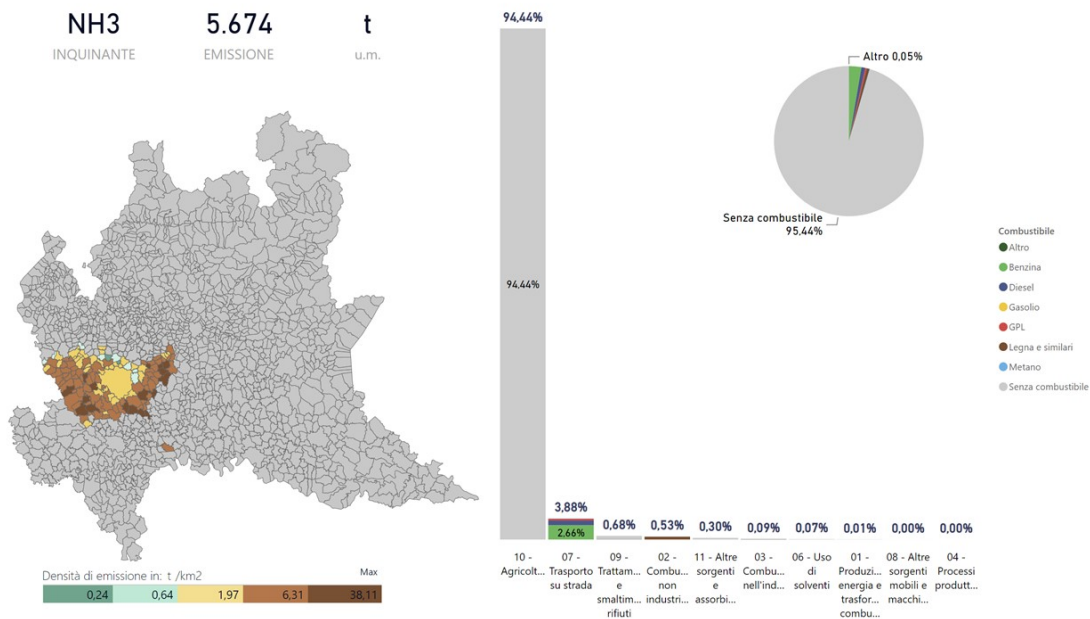 NH3
5.674
t
INQUINANTE
EMISSIONE
u.m.
94,44%
94,44%
Altro 0,05%
Senza combustibile
95,44%
Combustibile
Altro
Benzina
Diesel
Gasolio
GPL
Legna e similari
Metano
Senza combustibile
3,88%
2,66%
0,68%
0,53%
0,30%
0,09%
0,07%
0,01%
0,00%
0,00%
10 -
Agricolt...
07 -
Trasporto
su strada
09 -
Trattam...
e
smaltim...
rifiuti
02 -
Combu...
non
industri...
11 - Altre
sorgenti
e
assorbi...
03 -
Combu...
nell'ind...
06 - Uso
di
solventi
01 -
Produzi...
energia e
trasfor...
combu...
08 - Altre
sorgenti
mobili e
macchi...
04 -
Processi
produtt...
Densità di emissione in: t /km2
Max
0,24
0,64
1,97
6,31
38,11